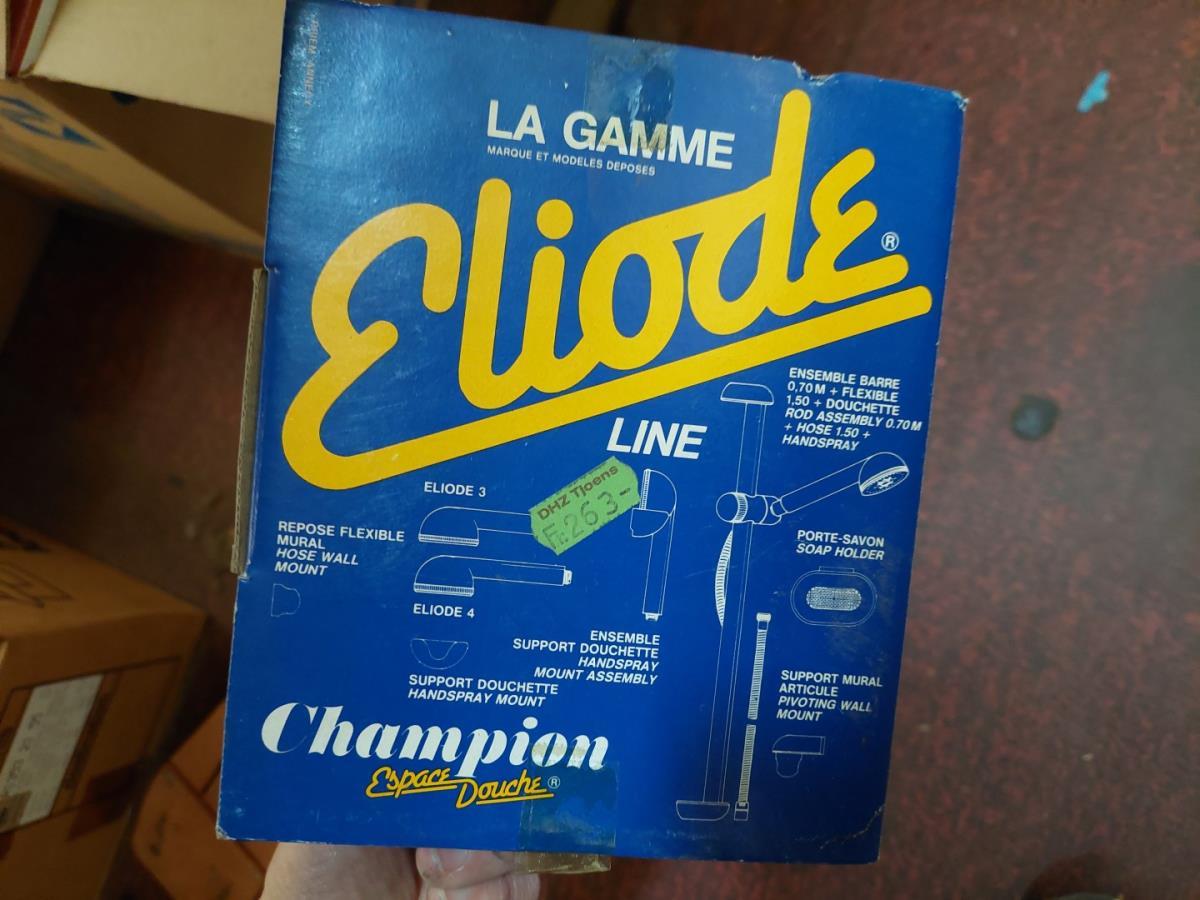 LA GAMME
MARQUE ET MODELES DEPOSES
Eliode ®
LINE
ENSEMBLE BARRE
0,70 M + FLEXIBLE
1,50 + DOUCHETTE
ROD ASSEMBLY 0.70 M
+ HOSE 1.50 +
HANDSPRAY
ELIODE 3
DHZ Tjoens
Fr. 263-
REPOSE FLEXIBLE
MURAL
HOSE WALL
MOUNT
ELIODE 4
PORTE-SAVON
SOAP HOLDER
ENSEMBLE
SUPPORT DOUCHETTE
HANDSPRAY
MOUNT ASSEMBLY
SUPPORT DOUCHETTE
HANDSPRAY MOUNT
SUPPORT MURAL
ARTICULE
PIVOTING WALL
MOUNT
Champion
Espace Douche ®